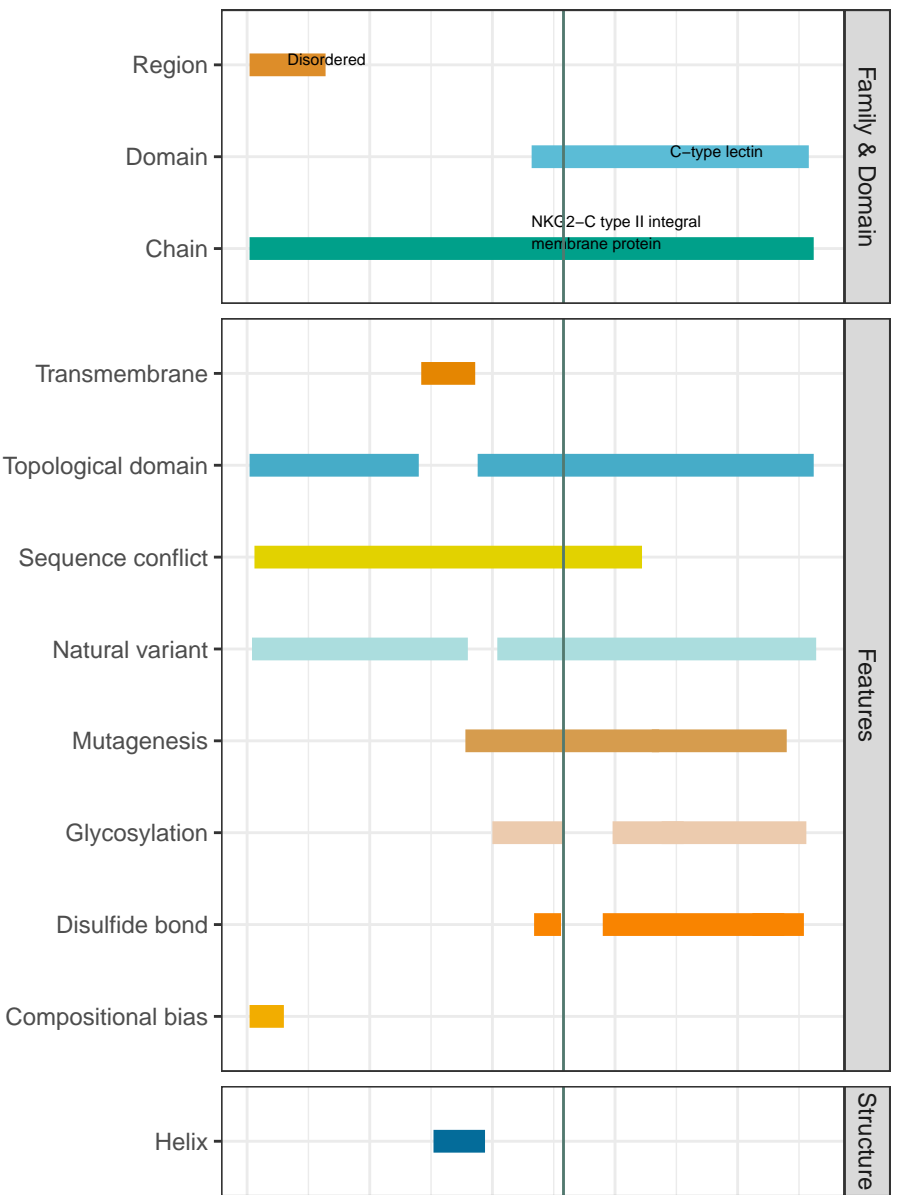 Region
Disordered
Domain
C−type lectin
Chain
NKG2−C type II integral
membrane protein
Family & Domain
Transmembrane
Topological domain
Sequence conflict
Natural variant
Mutagenesis
Glycosylation
Disulfide bond
Compositional bias
Features
Helix
Structure